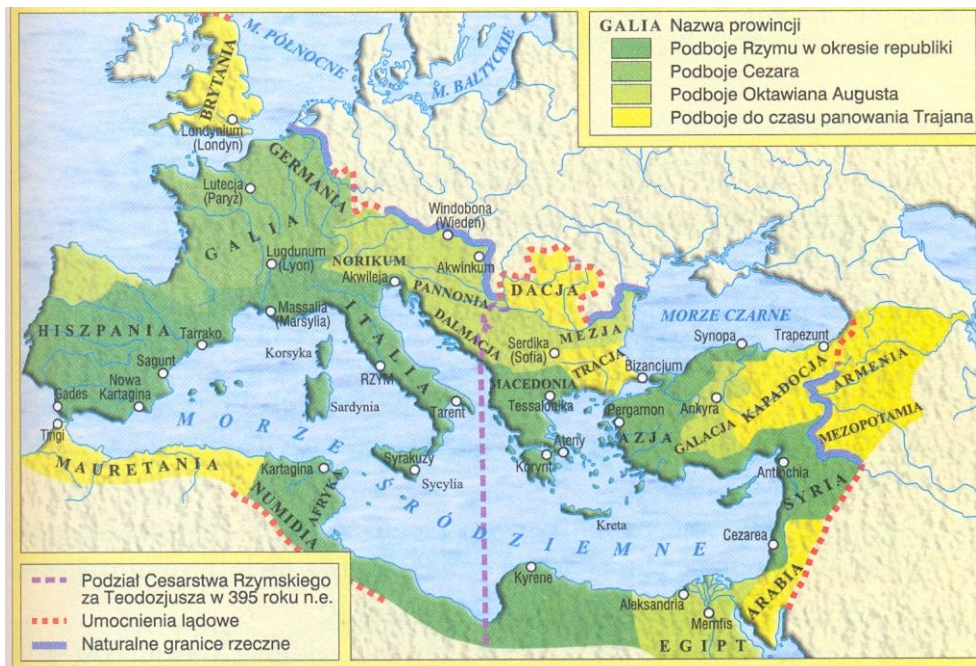 GALIA Nazwa prowincji
Podboje Rzymu w okresie republiki
Podboje Cezara
Podboje Oktawiana Augusta
Podboje do czasu panowania Trajana
M. PÓŁNOCNE
M. BAŁTYCKIE
BRYTANIA
Londynium
(Londyn)
GERMANIA
Lutecja
(Paryż)
GALIA
Windobona
(Wiedeń)
Lugdunum
(Lyon)
NORIKUM
Akwinkum
Akwileja
PANNONIA
DACJA
Massalia
(Marsylia)
ITALIA
DALMACJA
MEZJA
MORZE CZARNE
HISZPANIA
Tarrako
Korsyka
Serdika
(Sofia)
TRACJA
Synopa
Trapezunt
Bizancjum
ARMENIA
Sagunt
RZYM
MACEDONIA
KAPADOCJA
Nowa
Kartagina
Gades
Sardynia
Tarent
Tessalonika
Pergamon
Ankyra
GALACJA
MEZOPOTAMIA
AZJA
Tingi
MORZE
Ateny
Korynt
MAURETANIA
Kartagina
Syrakuzy
Sycylia
Antiochia
SYRIA
NUMIDIA
AFRYKA
ŚRÓDZIEMNE
Kreta
Cezarea
Kyrene
Aleksandria
Memfis
ARABIA
EGIPT
Podział Cesarstwa Rzymskiego
za Teodozjusza w 395 roku n.e.
Umocnienia lądowe
Naturalne granice rzeczne